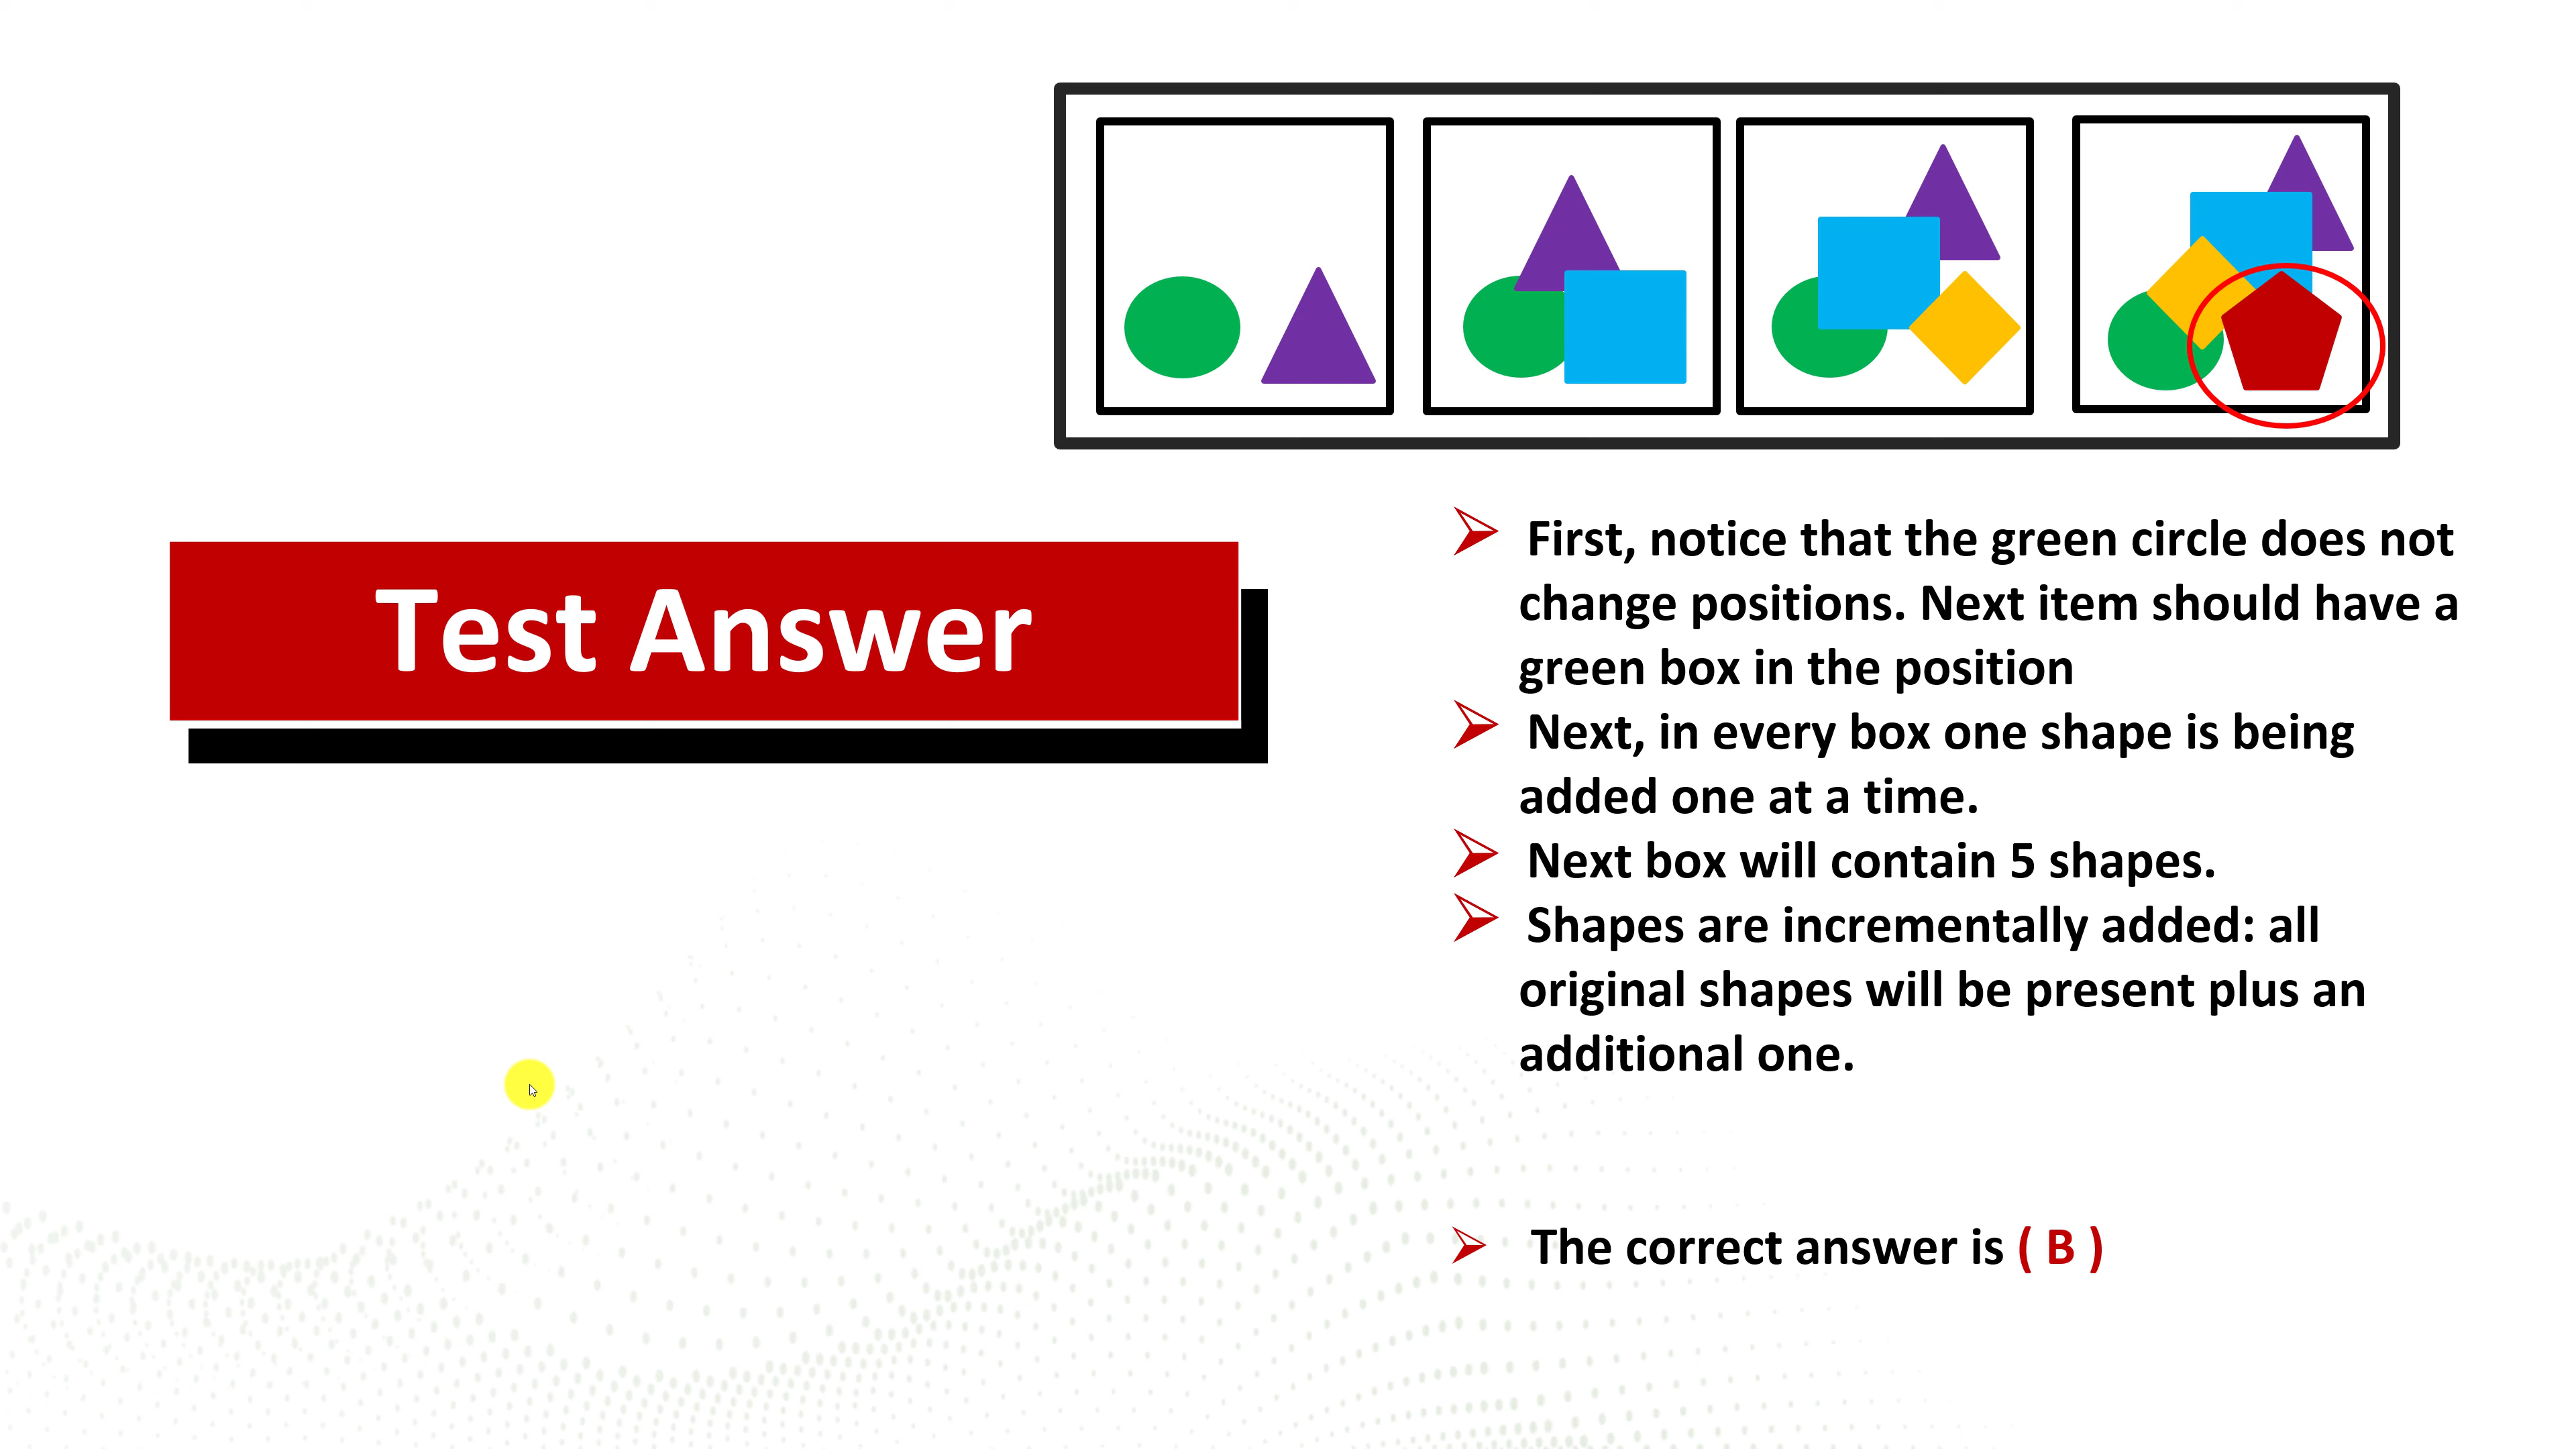 Test Answer
First, notice that the green circle does not
change positions. Next item should have a
green box in the position
Next, in every box one shape is being
added one at a time.
Next box will contain 5 shapes.
Shapes are incrementally added: all
original shapes will be present plus an
additional one.
The correct answer is ( B )